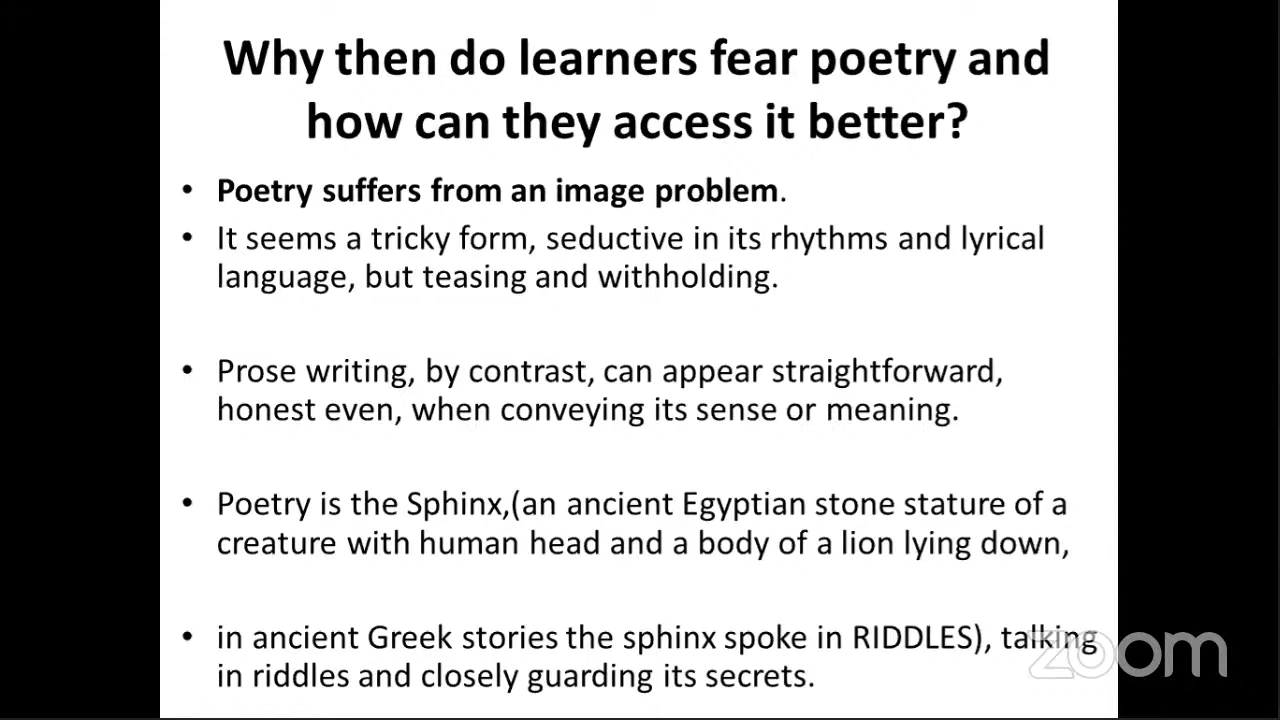 Why then do learners fear poetry and
how can they access it better?
• Poetry suffers from an image problem.
• It seems a tricky form, seductive in its rhythms and lyrical
language, but teasing and withholding.
• Prose writing, by contrast, can appear straightforward,
honest even, when conveying its sense or meaning.
• Poetry is the Sphinx,(an ancient Egyptian stone stature of a
creature with human head and a body of a lion lying down,
• in ancient Greek stories the sphinx spoke in RIDDLES), talking
in riddles and closely guarding its secrets.
zoom